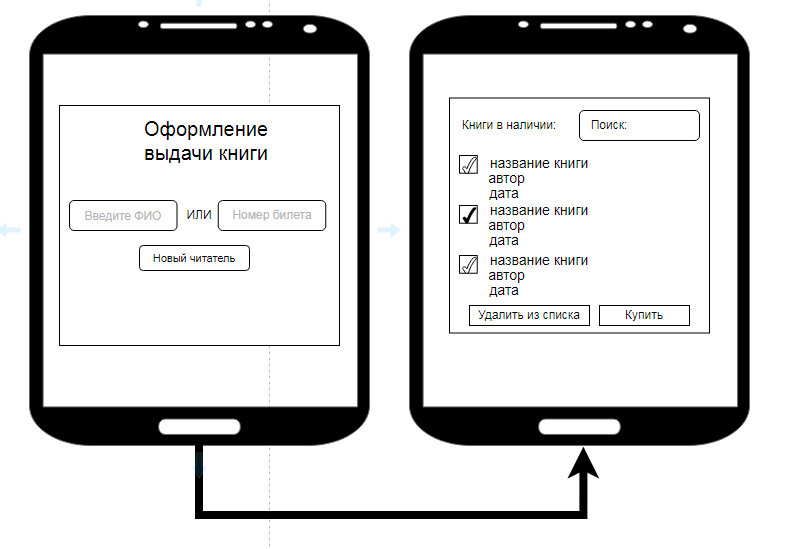 Оформление
выдачи книги
Введите ФИО
ИЛИ
Номер билета
Новый читатель
Книги в наличии:
Поиск:
название книги
автор
дата
название книги
автор
дата
название книги
автор
дата
Удалить из списка
Купить